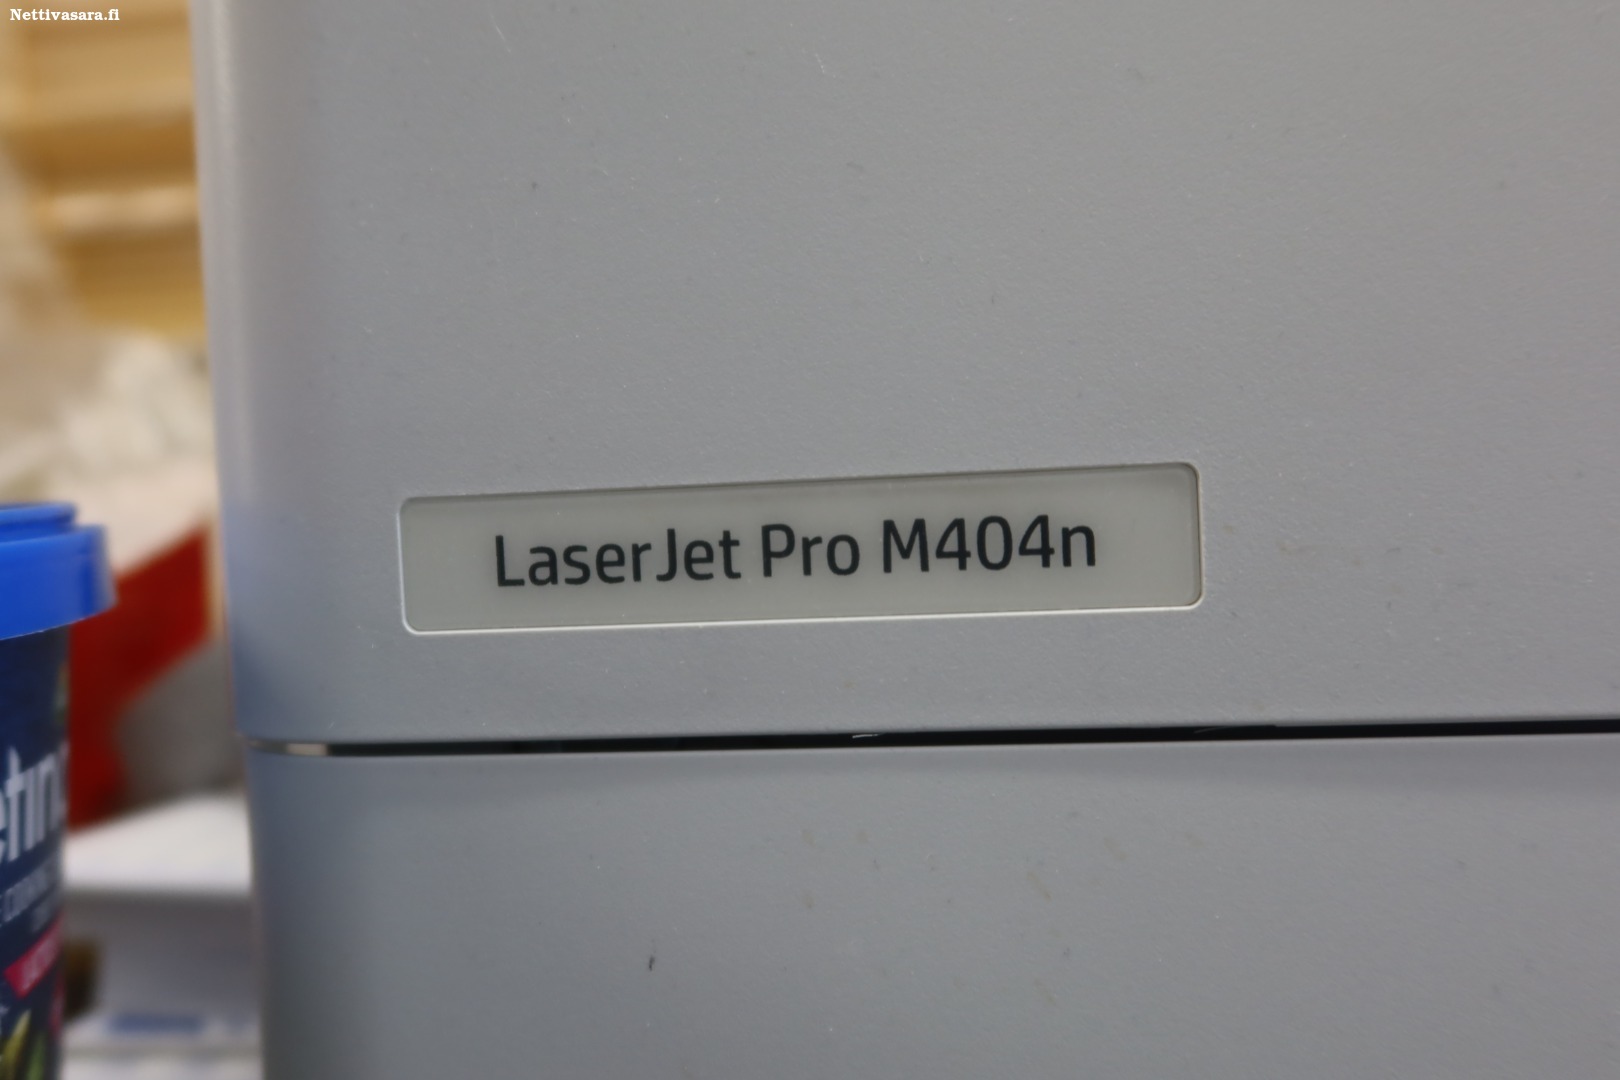 Nettivasara.fi
LaserJet Pro M404n